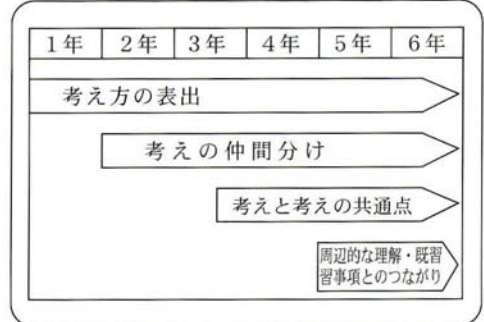 1年 2年 3年 4年 5年 6年
考え方の表出
考えの仲間分け
考えと考えの共通点
周辺的な理解・既習
習事項とのつながり